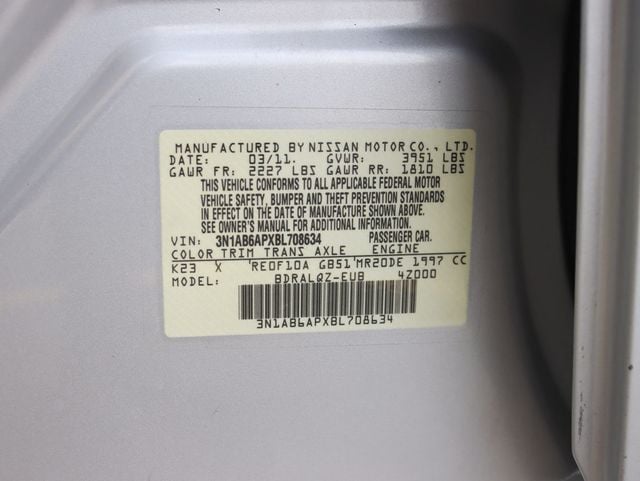 MANUFACTURED BY NISSAN MOTOR CO., LTD.
DATE: 03/11. GVWR: 3951 LBS
GAWR FR: 2227 LBS GAWR RR: 1810 LBS
THIS VEHICLE CONFORMS TO ALL APPLICABLE FEDERAL MOTOR
VEHICLE SAFETY, BUMPER AND THEFT PREVENTION STANDARDS
IN EFFECT ON THE DATE OF MANUFACTURE SHOWN ABOVE.
SEE OWNER'S MANUAL FOR ADDITIONAL INFORMATION.
VIN: 3N1AB6APXBL708634 PASSENGER CAR.
COLOR TRIM TRANS AXLE ENGINE
K23 X RE0F10A GB51 MR20DE 1997 CC
MODEL: BDRALQZ-EUB 4Z000
3N1AB6APXBL708634